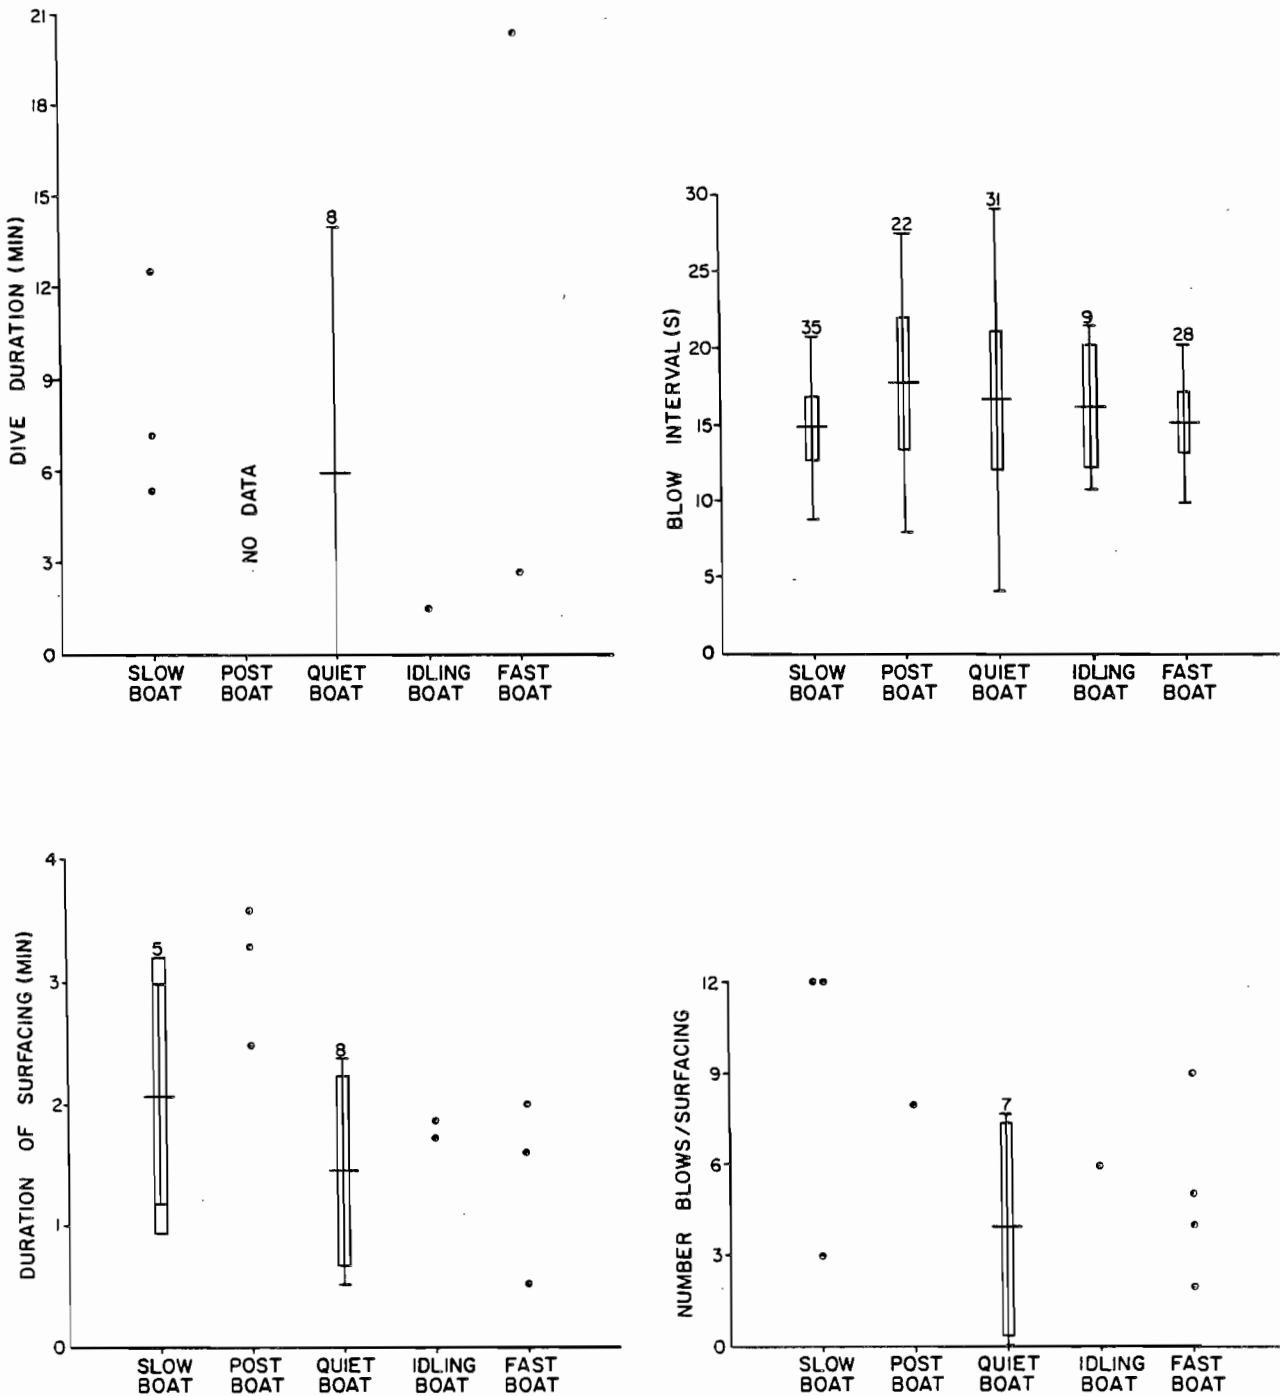 DIVE DURATION (MIN)
21
18
15
12
9
6
3
0
8
NO DATA
SLOW BOAT
POST BOAT
QUIET BOAT
IDLING BOAT
FAST BOAT
BLOW INTERVAL (S)
30
25
20
15
10
5
0
35
22
31
9
28
SLOW BOAT
POST BOAT
QUIET BOAT
IDLING BOAT
FAST BOAT
DURATION OF SURFACING (MIN)
4
3
2
1
0
5
8
SLOW BOAT
POST BOAT
QUIET BOAT
IDLING BOAT
FAST BOAT
NUMBER BLOWS/SURFACING
12
9
6
3
0
7
SLOW BOAT
POST BOAT
QUIET BOAT
IDLING BOAT
FAST BOAT